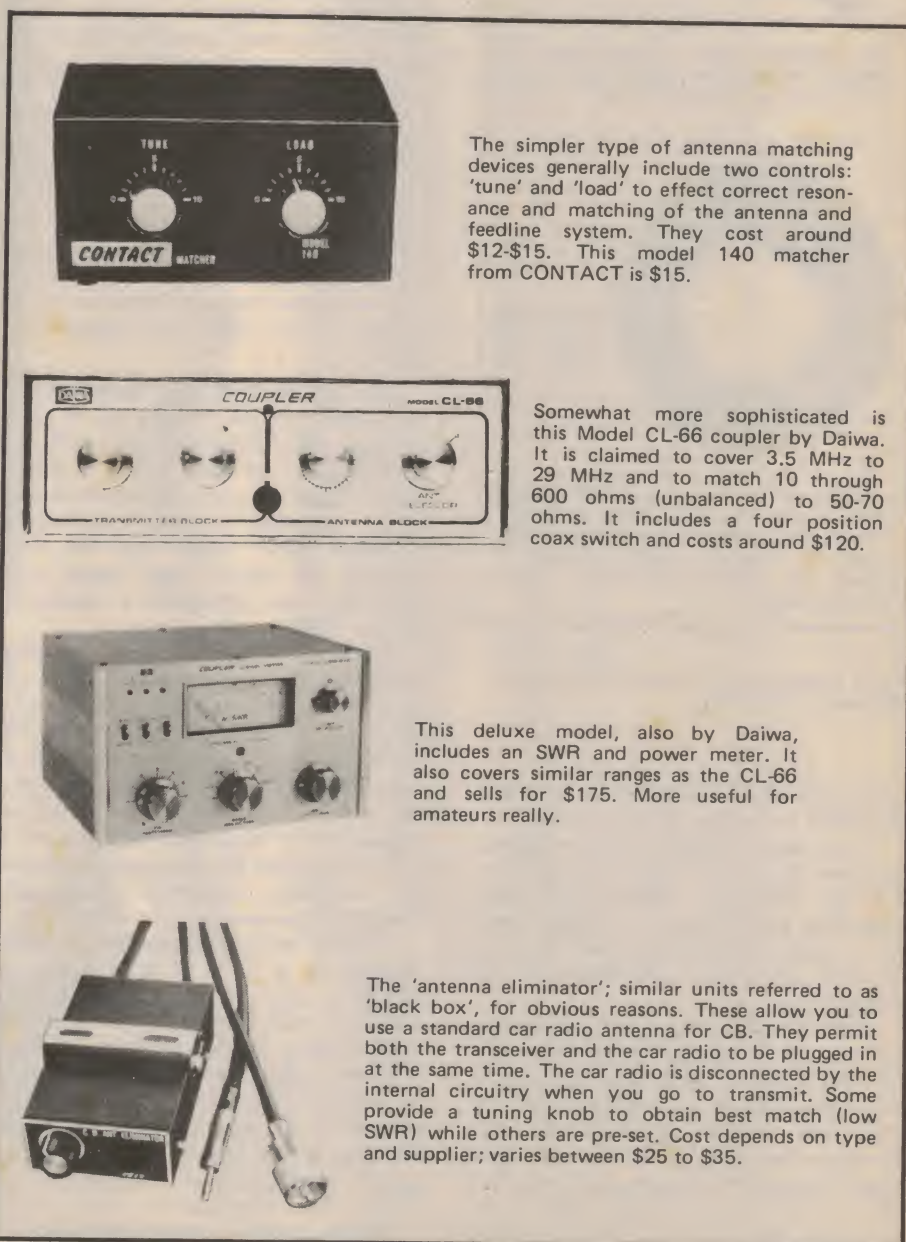 TUNE
LOAD
5
5
0
10
0
10
CONTACT MATCHER
MODEL
140
The simpler type of antenna matching
devices generally include two controls:
'tune' and 'load' to effect correct reson-
ance and matching of the antenna and
feedline system. They cost around
$12-$15. This model 140 matcher
from CONTACT is $15.
DAIWA
COUPLER
MODEL CL-66
TRANSMITTER BLOCK
ANTENNA BLOCK
Somewhat more sophisticated is
this Model CL-66 coupler by Daiwa.
It is claimed to cover 3.5 MHz to
29 MHz and to match 10 through
600 ohms (unbalanced) to 50-70
ohms. It includes a four position
coax switch and costs around $120.
COUPLER
SWR
This deluxe model, also by Daiwa,
includes an SWR and power meter. It
also covers similar ranges as the CL-66
and sells for $175. More useful for
amateurs really.
C B ANT ELIMINATOR
The 'antenna eliminator'; similar units referred to as
'black box', for obvious reasons. These allow you to
use a standard car radio antenna for CB. They permit
both the transceiver and the car radio to be plugged in
at the same time. The car radio is disconnected by the
internal circuitry when you go to transmit. Some
provide a tuning knob to obtain best match (low
SWR) while others are pre-set. Cost depends on type
and supplier; varies between $25 to $35.